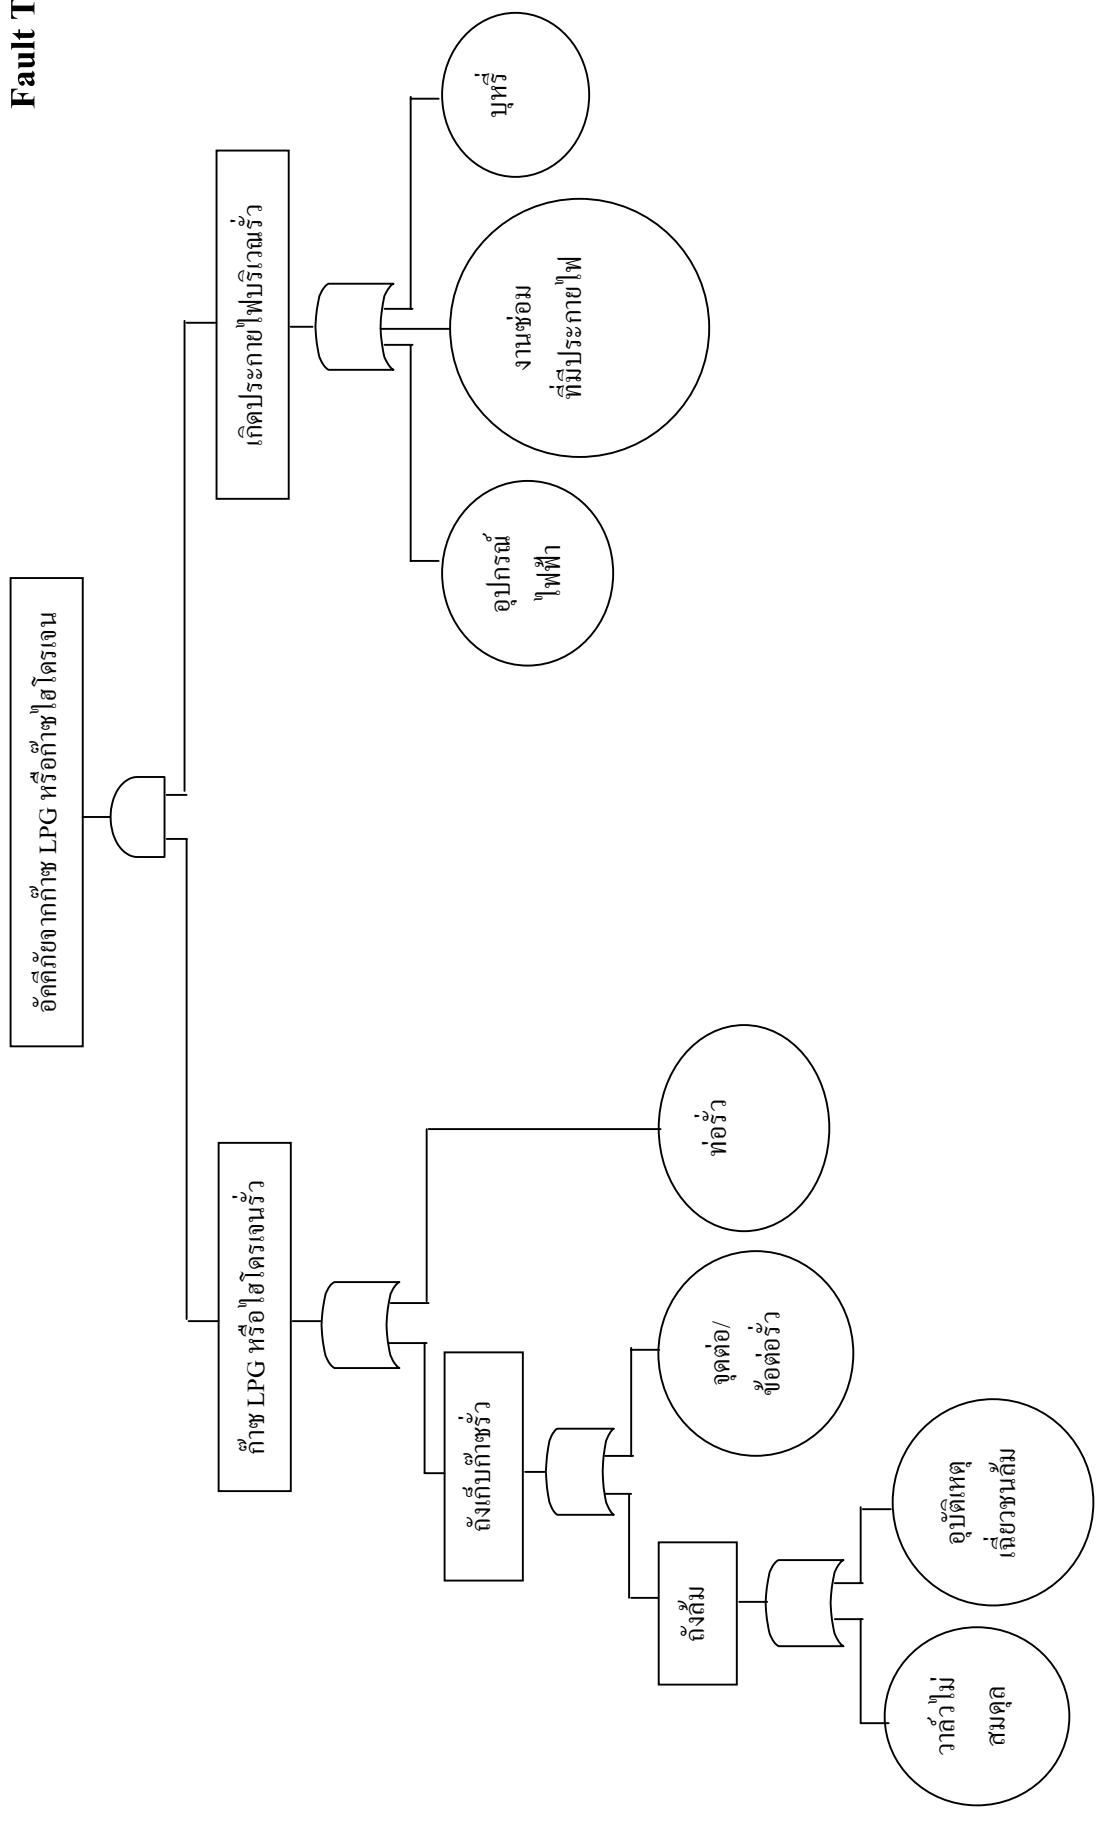 Fault T
อัคคีภัยจากก๊าซ LPG หรือก๊าซไฮโดรเจน
ก๊าซ LPG หรือไฮโดรเจนรั่ว
เกิดประกายไฟบริเวณรั่ว
ถังเก็บก๊าซรั่ว
ท่อรั่ว
อุปกรณ์
ไฟฟ้า
งานซ่อม
ที่มีประกายไฟ
บุหรี่
ถังล้ม
จุดต่อ/
ข้อต่อรั่ว
วาล์วไม่
สมดุล
อุบัติเหตุ
เฉี่ยวชนล้ม